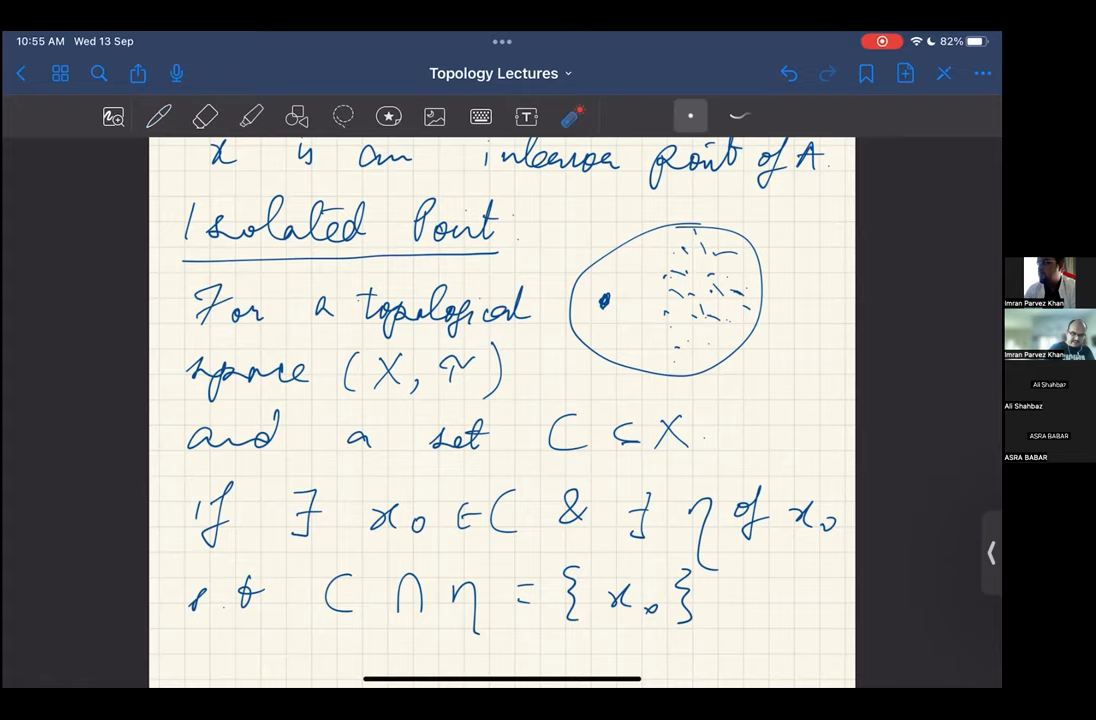 10:55 AM Wed 13 Sep
82%
Topology Lectures
x is an interior point of A.
Isolated Point:
For a topological
space (X, τ)
and a set C ⊆ X.
if ∃ x₀ ∈ C & ∃ η of x₀
s.t C ∩ η = { x₀ }
Imran Parvez Khan
Imran Parvez Khan
Ali Shahbaz
Ali Shahbaz
ASRA BABAR
ASRA BABAR